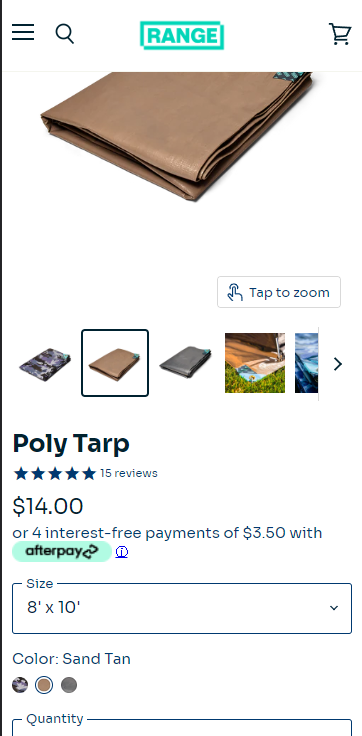 RANGE
Tap to zoom
Poly Tarp
15 reviews
$14.00
or 4 interest-free payments of $3.50 with
afterpay
Size
8' x 10'
Color: Sand Tan
Quantity